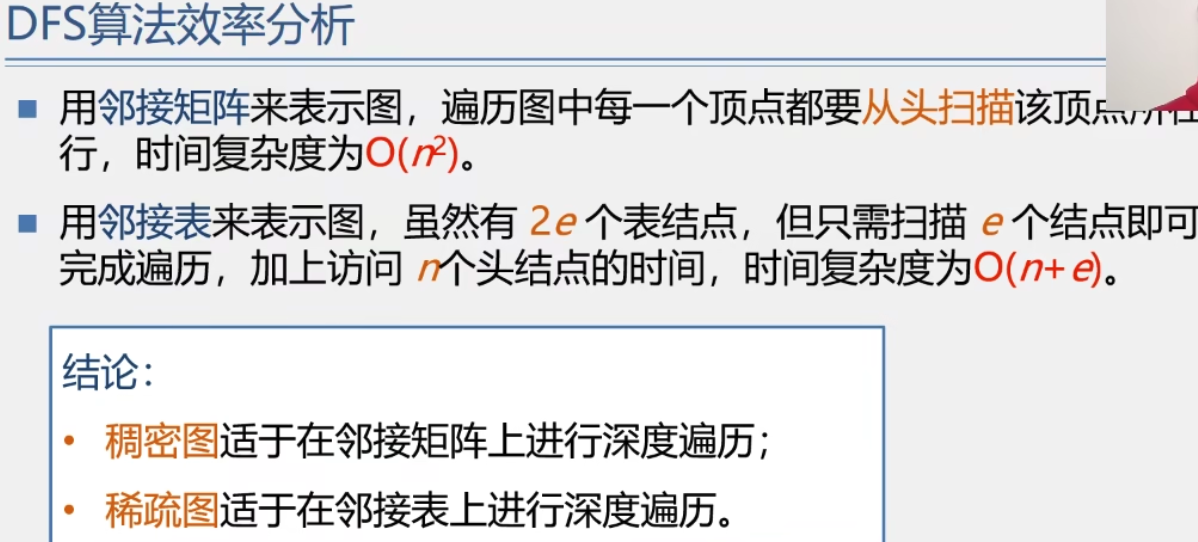 DFS算法效率分析
■ 用邻接矩阵来表示图，遍历图中每一个顶点都要从头扫描该顶点所在
行，时间复杂度为O(n²)。
■ 用邻接表来表示图，虽然有 2e 个表结点，但只需扫描 e 个结点即可
完成遍历，加上访问 n个头结点的时间，时间复杂度为O(n+e)。
结论：
• 稠密图适于在邻接矩阵上进行深度遍历；
• 稀疏图适于在邻接表上进行深度遍历。